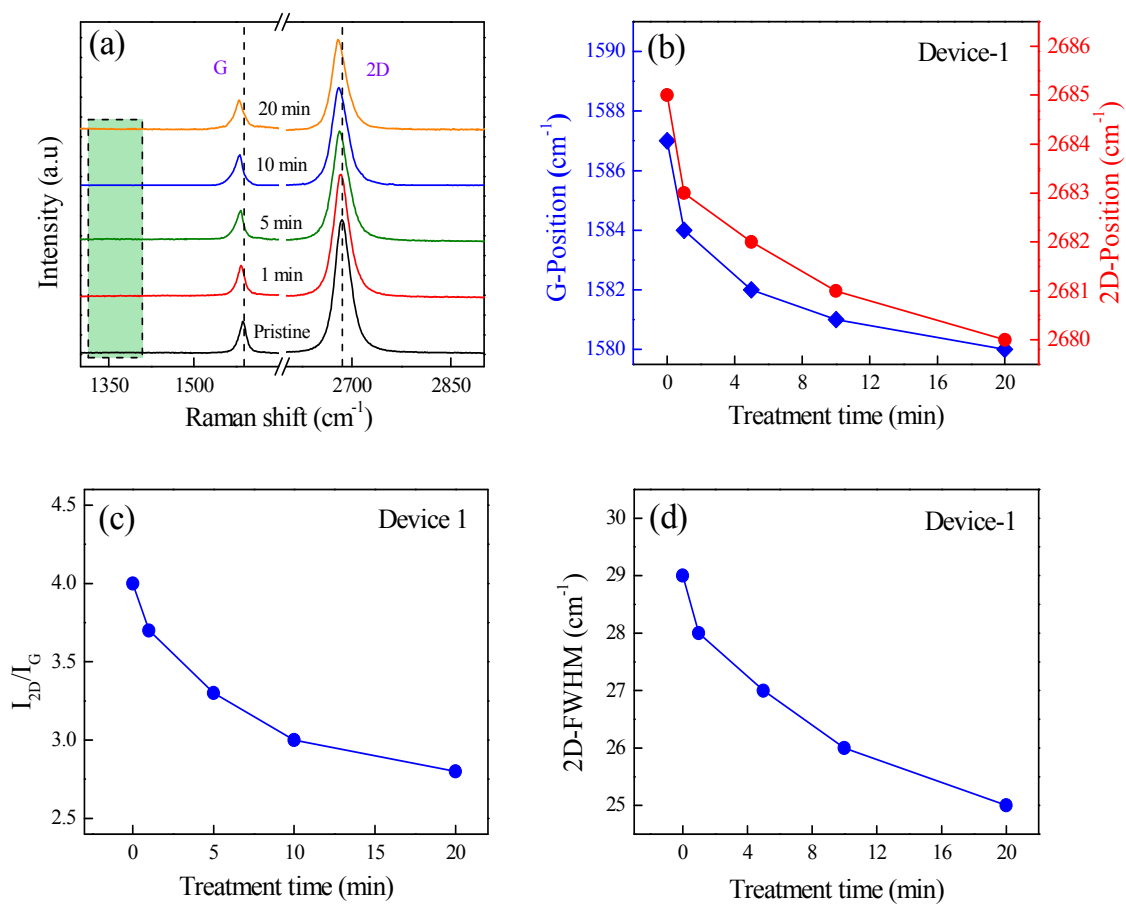 (a)
G
2D
20 min
10 min
5 min
1 min
Pristine
Intensity (a.u)
1350
1500
2700
2850
Raman shift (cm⁻¹)
(b)
Device-1
1590
1588
1586
1584
1582
1580
G-Position (cm⁻¹)
2686
2685
2684
2683
2682
2681
2680
2D-Position (cm⁻¹)
0
4
8
12
16
20
Treatment time (min)
(c)
Device 1
4.5
4.0
3.5
3.0
2.5
I2D/IG
0
5
10
15
20
Treatment time (min)
(d)
Device-1
30
29
28
27
26
25
2D-FWHM (cm⁻¹)
0
4
8
12
16
20
Treatment time (min)